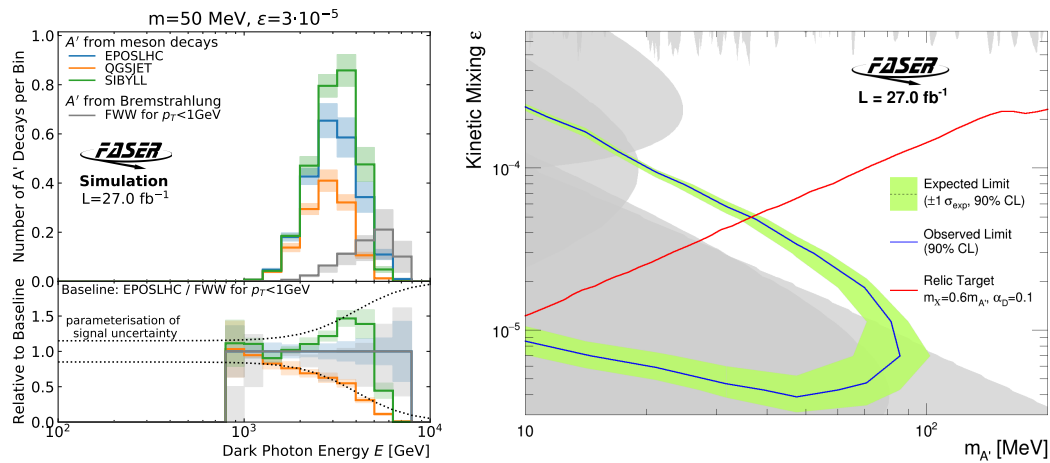 m=50 MeV, ε=3·10⁻⁵
Number of A' Decays per Bin
1.0
0.8
0.6
0.4
0.2
0.0
A' from meson decays
EPOSLHC
QGSJET
SIBYLL
A' from Bremstrahlung
FWW for p_T<1GeV
FASER
Simulation
L=27.0 fb⁻¹
Relative to Baseline
1.5
1.0
0.5
0.0
Baseline: EPOSLHC / FWW for p_T<1GeV
parameterisation of
signal uncertainty
10² 10³ 10⁴
Dark Photon Energy E [GeV]
Kinetic Mixing ε
10⁻⁴
10⁻⁵
FASER
L = 27.0 fb⁻¹
Expected Limit
(±1 σ_exp, 90% CL)
Observed Limit
(90% CL)
Relic Target
m_χ=0.6m_A', α_D=0.1
10 10²
m_A' [MeV]